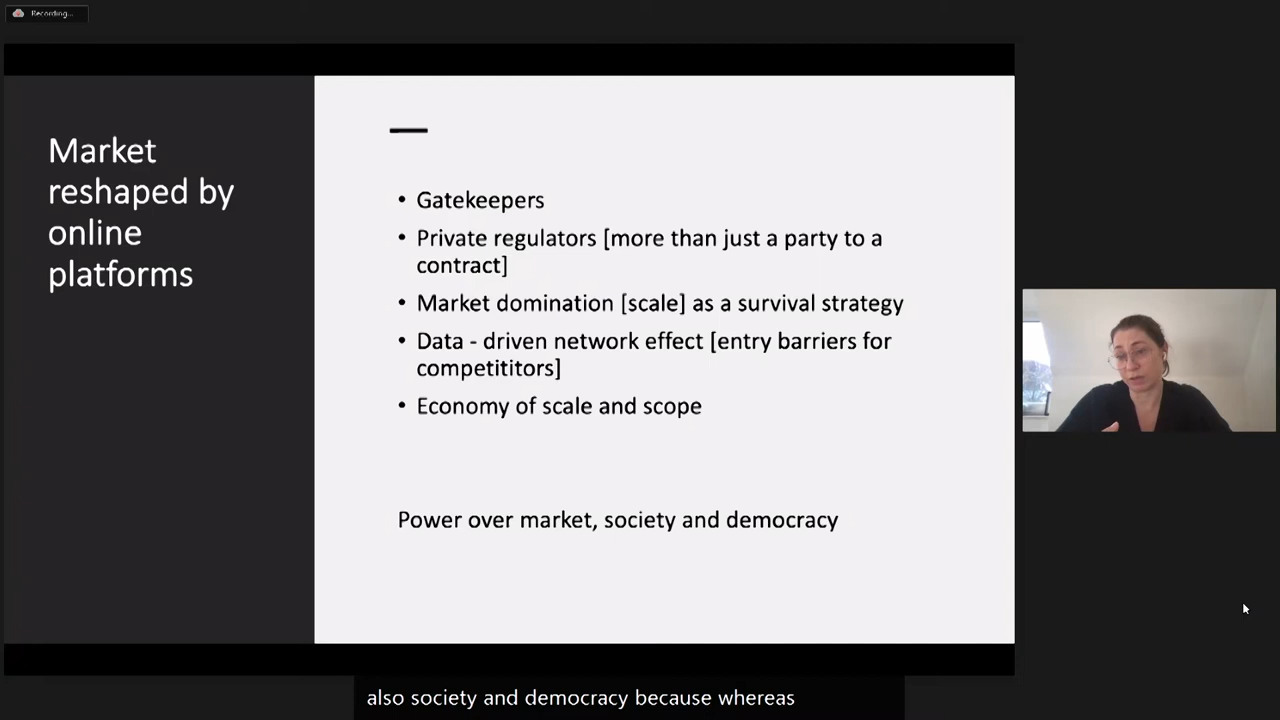 Recording...
Market
reshaped by
online
platforms
• Gatekeepers
• Private regulators [more than just a party to a
contract]
• Market domination [scale] as a survival strategy
• Data - driven network effect [entry barriers for
competititors]
• Economy of scale and scope
Power over market, society and democracy
also society and democracy because whereas